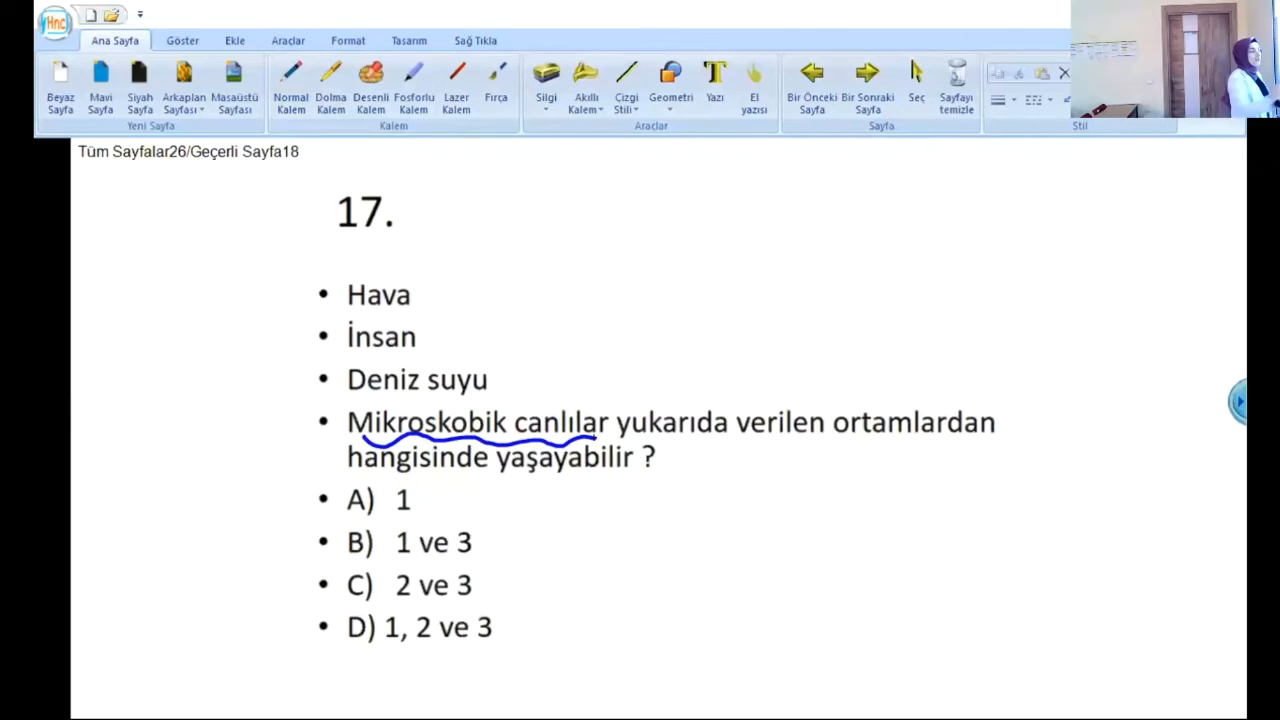 Hnc
Ana Sayfa Göster Ekle Araçlar Format Tasarım Sağ Tıkla
Beyaz Sayfa Mavi Sayfa Siyah Sayfa Arkaplan Sayfası Masaüstü Sayfası
Normal Kalem Dolma Kalem Desenli Kalem Fosforlu Kalem Lazer Kalem Fırça
Silgi Akıllı Kalem Çizgi Stili Geometri Yazı El yazısı
Bir Önceki Sayfa Bir Sonraki Sayfa Seç Sayfayı temizle
Yeni Sayfa Kalem Araçlar Sayfa Stil
Tüm Sayfalar26/Geçerli Sayfa18
17.
• Hava
• İnsan
• Deniz suyu
• Mikroskobik canlılar yukarıda verilen ortamlardan
hangisinde yaşayabilir ?
• A) 1
• B) 1 ve 3
• C) 2 ve 3
• D) 1, 2 ve 3